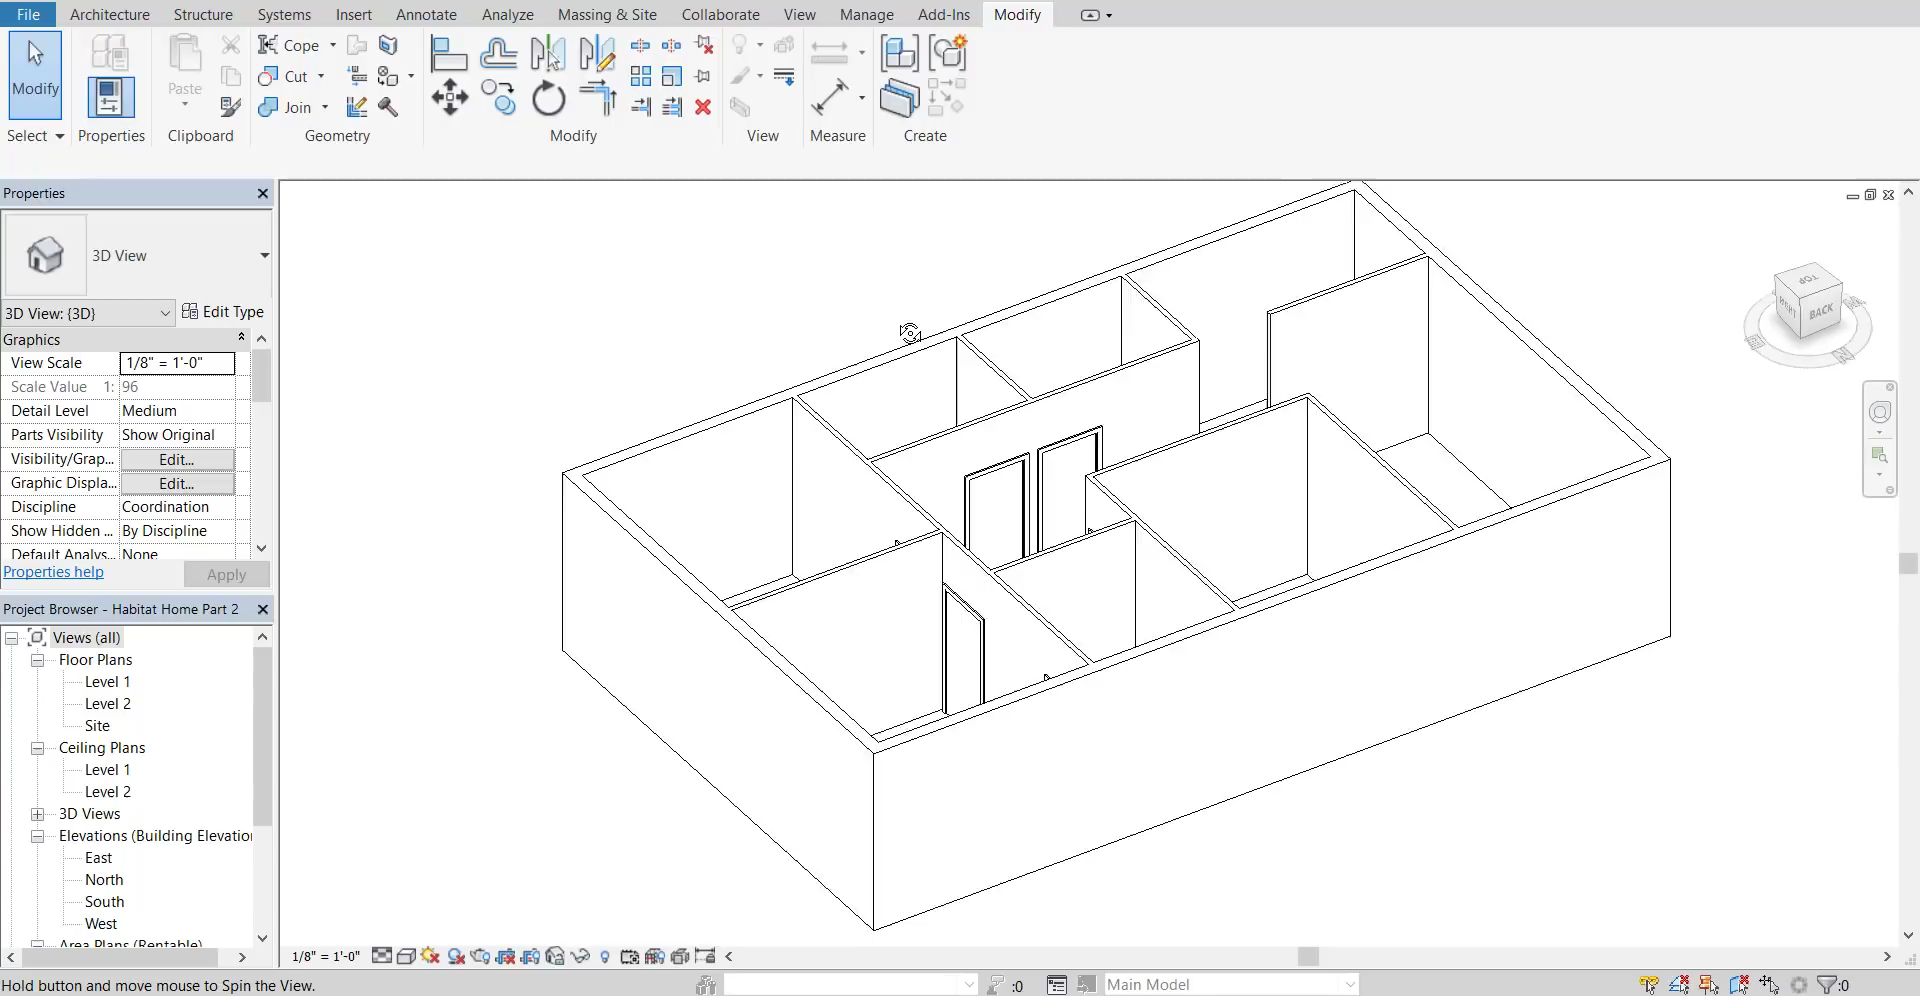 File Architecture Structure Systems Insert Annotate Analyze Massing & Site Collaborate View Manage Add-Ins Modify
Cope
Cut
Join
Modify
Paste
Select Properties Clipboard Geometry Modify View Measure Create
Properties
3D View
3D View: {3D} Edit Type
Graphics
View Scale 1/8" = 1'-0"
Scale Value 1: 96
Detail Level Medium
Parts Visibility Show Original
Visibility/Grap... Edit...
Graphic Displa... Edit...
Discipline Coordination
Show Hidden ... By Discipline
Default Analys... None
Properties help Apply
Project Browser - Habitat Home Part 2
Views (all)
Floor Plans
Level 1
Level 2
Site
Ceiling Plans
Level 1
Level 2
3D Views
Elevations (Building Elevatio
East
North
South
West
Area Plans (Rentable)
TOP
BACK
1/8" = 1'-0"
Hold button and move mouse to Spin the View.
:0
Main Model
:0